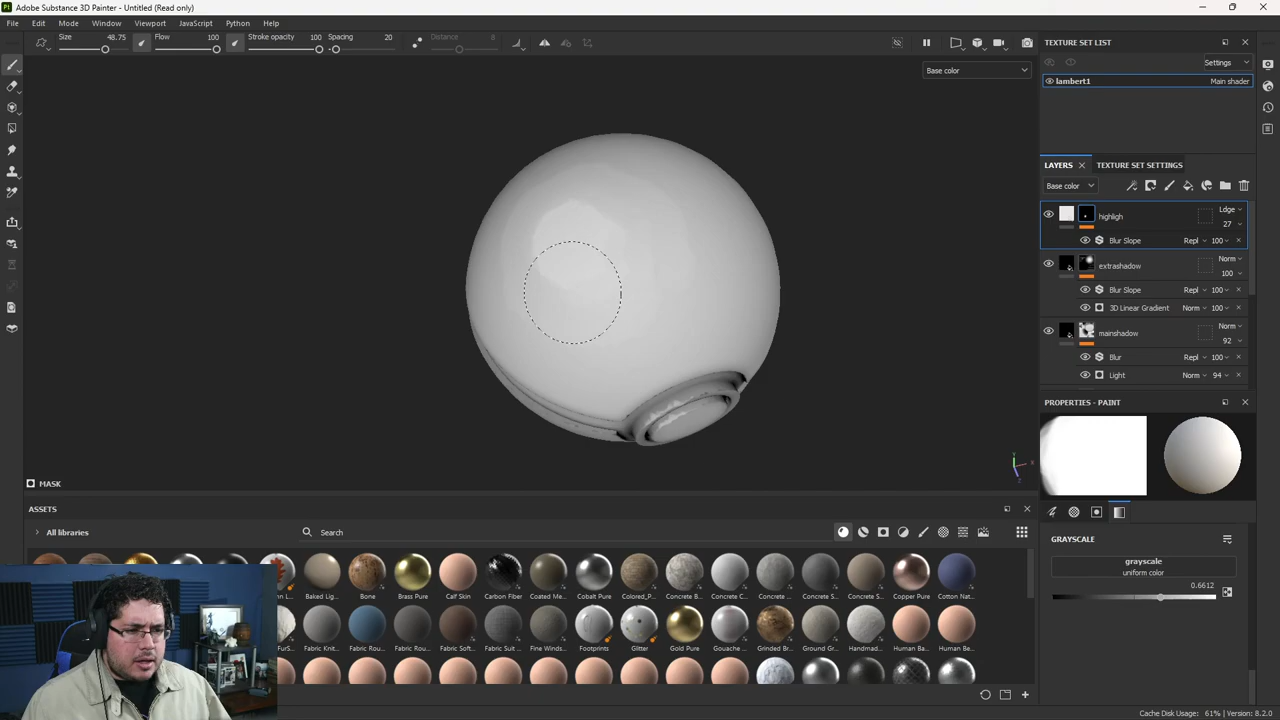 Adobe Substance 3D Painter - Untitled (Read only)
File Edit Mode Window Viewport JavaScript Python Help
Size 48.75 Flow 100 Stroke opacity 100 Spacing 20 Distance 8
Base color
MASK
TEXTURE SET LIST
Settings
lambert1 Main shader
LAYERS TEXTURE SET SETTINGS
Base color
highligh Ldge 27
Blur Slope Repl 100
extrashadow Norm 100
Blur Slope Repl 100
3D Linear Gradient Norm 100
mainshadow Norm 92
Blur Repl 100
Light Norm 94
PROPERTIES - PAINT
GRAYSCALE
grayscale
uniform color
0.6612
ASSETS
All libraries Search
Baked Lig... Bone Brass Pure Calf Skin Carbon Fiber Coated Me... Cobalt Pure Colored_P... Concrete B... Concrete C... Concrete ... Concrete S... Concrete S... Copper Pure Cotton Nat...
FurS... Fabric Knit... Fabric Rou... Fabric Rou... Fabric Soft... Fabric Suit ... Fine Winds... Footprints Glitter Gold Pure Gouache ... Grinded Br... Ground Gr... Handmad... Human Ba... Human Be...
Cache Disk Usage: 61% | Version: 8.2.0